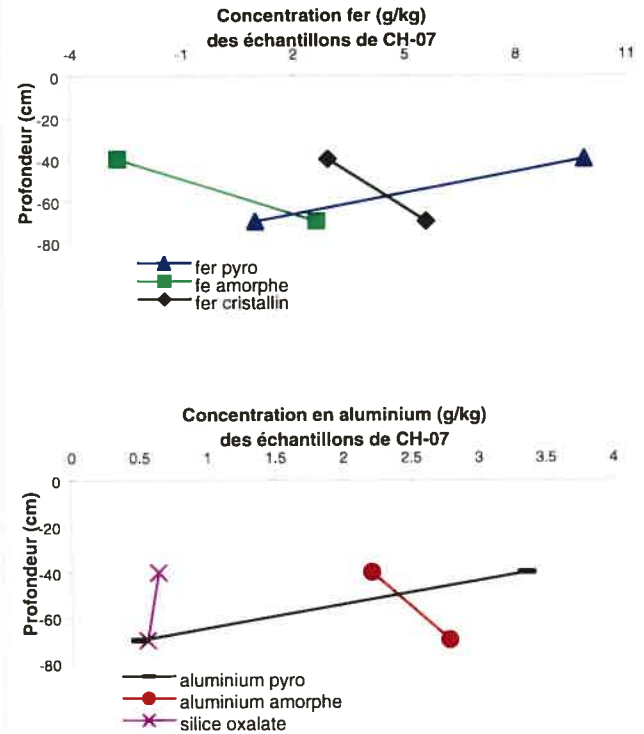 Concentration fer (g/kg)
des échantillons de CH-07
-4 -1 2 5 8 11
0
-20
-40
-60
-80
Profondeur (cm)
fer pyro
fe amorphe
fer cristallin
Concentration en aluminium (g/kg)
des échantillons de CH-07
0 0.5 1 1.5 2 2.5 3 3.5 4
0
-20
-40
-60
-80
Profondeur (cm)
aluminium pyro
aluminium amorphe
silice oxalate